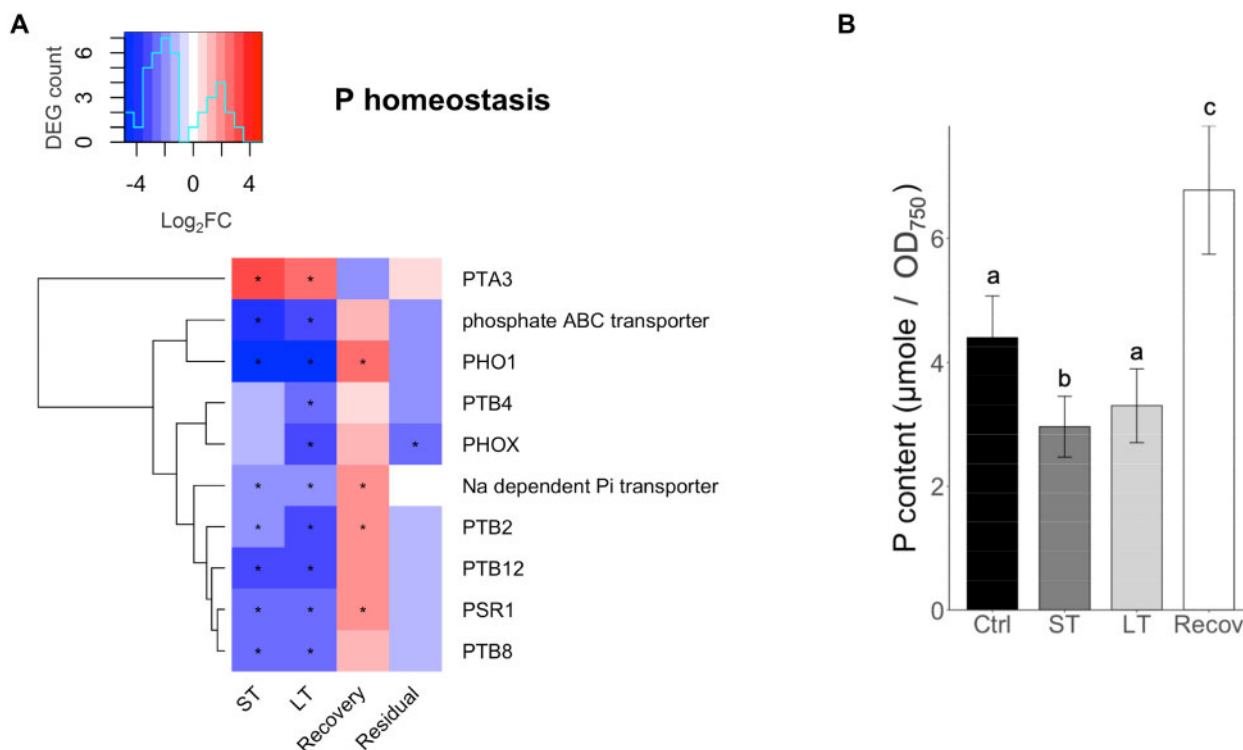 A
DEG count
6
3
0
-4 0 4
Log₂FC
P homeostasis
* * PTA3
* * phosphate ABC transporter
* * * PHO1
* PTB4
* * PHOX
* * * Na dependent Pi transporter
* * * PTB2
* * PTB12
* * * PSR1
* * PTB8
ST LT Recovery Residual
B
P content (µmole / OD₇₅₀)
6
4
2
0
a b a c
Ctrl ST LT Recov